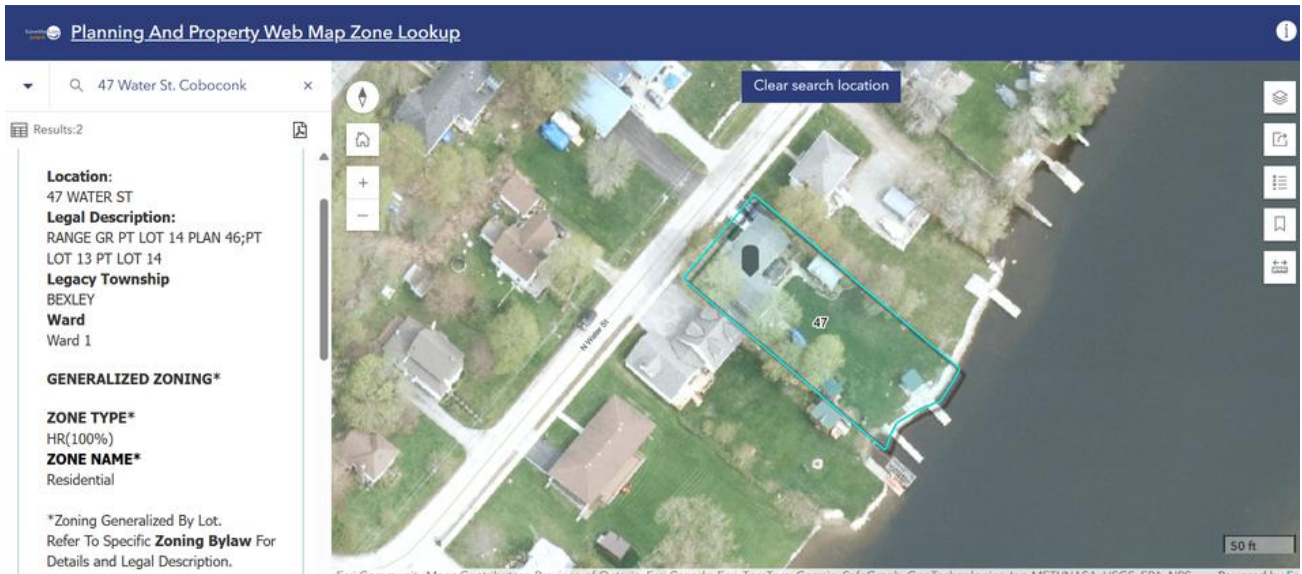 Planning And Property Web Map Zone Lookup
47 Water St. Coboconk
Results:2
Location:
47 WATER ST
Legal Description:
RANGE GR PT LOT 14 PLAN 46;PT
LOT 13 PT LOT 14
Legacy Township
BEXLEY
Ward
Ward 1
GENERALIZED ZONING*
ZONE TYPE*
HR(100%)
ZONE NAME*
Residential
*Zoning Generalized By Lot.
Refer To Specific Zoning Bylaw For
Details and Legal Description.
Clear search location
47
N Water St
50 ft